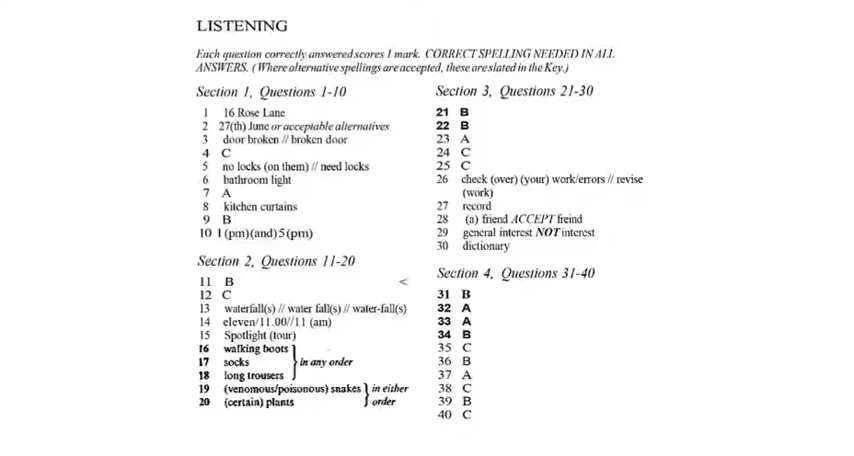 LISTENING
Each question correctly answered scores 1 mark. CORRECT SPELLING NEEDED IN ALL
ANSWERS. (Where alternative spellings are accepted, these are slated in the Key.)
Section 1, Questions 1-10
1 16 Rose Lane
2 27(th) June or acceptable alternatives
3 door broken // broken door
4 C
5 no locks (on them) // need locks
6 bathroom light
7 A
8 kitchen curtains
9 B
10 1 (pm)(and)5(pm)
Section 2, Questions 11-20
11 B <
12 C
13 waterfall(s) // water fall(s) // water-fall(s)
14 eleven/11.00//11 (am)
15 Spotlight (tour)
16 walking boots
17 socks in any order
18 long trousers
19 (venomous/poisonous) snakes in either
20 (certain) plants order
Section 3, Questions 21-30
21 B
22 B
23 A
24 C
25 C
26 check (over) (your) work/errors // revise
(work)
27 record
28 (a) friend ACCEPT freind
29 general interest NOT interest
30 dictionary
Section 4, Questions 31-40
31 B
32 A
33 A
34 B
35 C
36 B
37 A
38 C
39 B
40 C